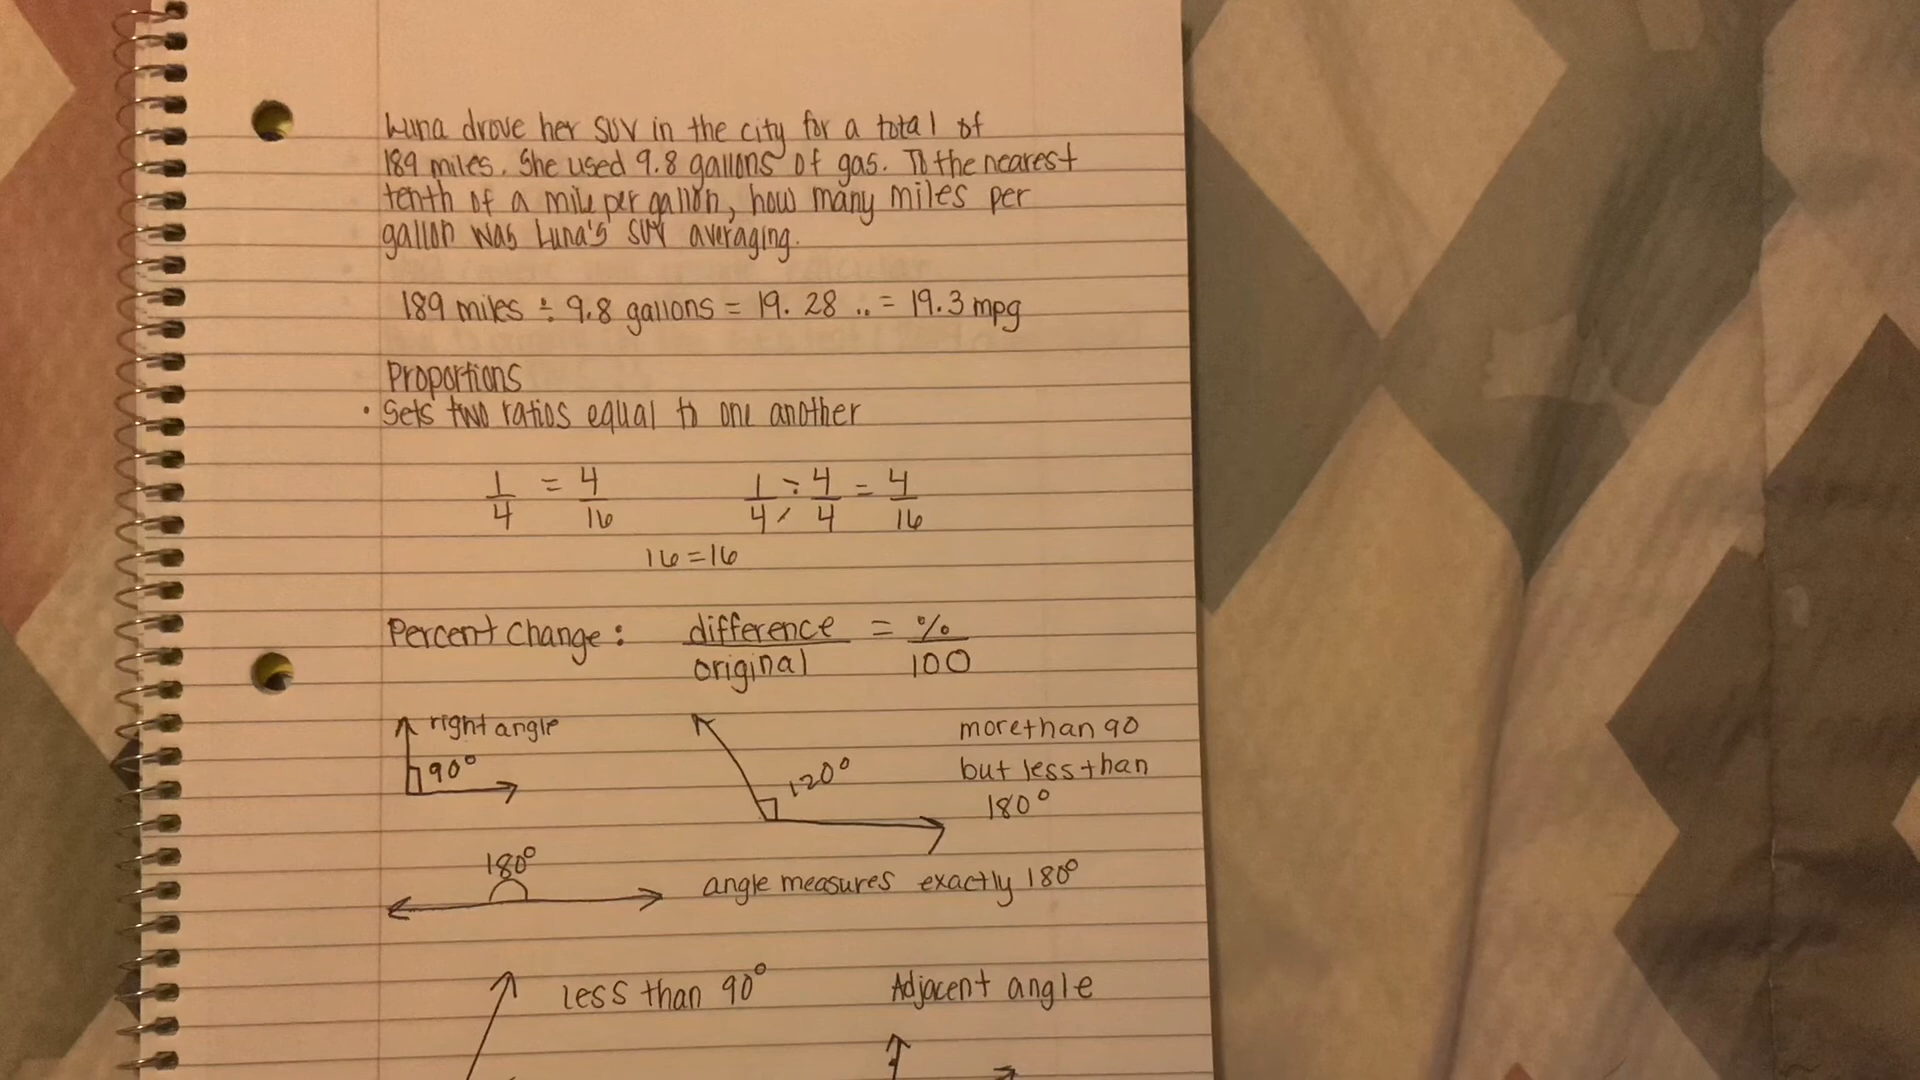 Luna drove her SUV in the city for a total of
189 miles. She used 9.8 gallons of gas. To the nearest
tenth of a mile per gallon, how many miles per
gallon was Luna's SUV averaging.
189 miles ÷ 9.8 gallons = 19.28 .. = 19.3 mpg
Proportions
• Sets two ratios equal to one another
1/4 = 4/16 1/4 ÷ 4/4 = 4/16
16 = 16
Percent Change: difference/original = %/100
right angle
90°
120°
more than 90
but less than
180°
180°
angle measures exactly 180°
less than 90°
Adjacent angle